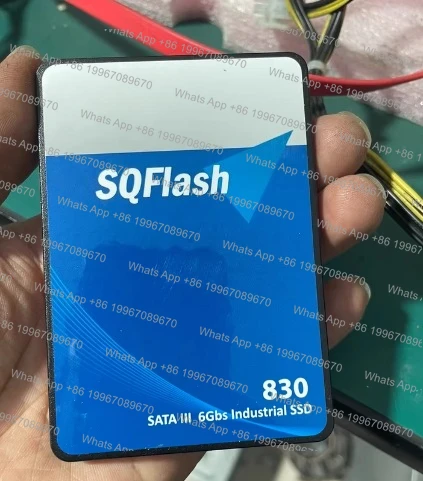 SQFlash
830
SATA III 6Gbs Industrial SSD
Whats App +86 19967089670